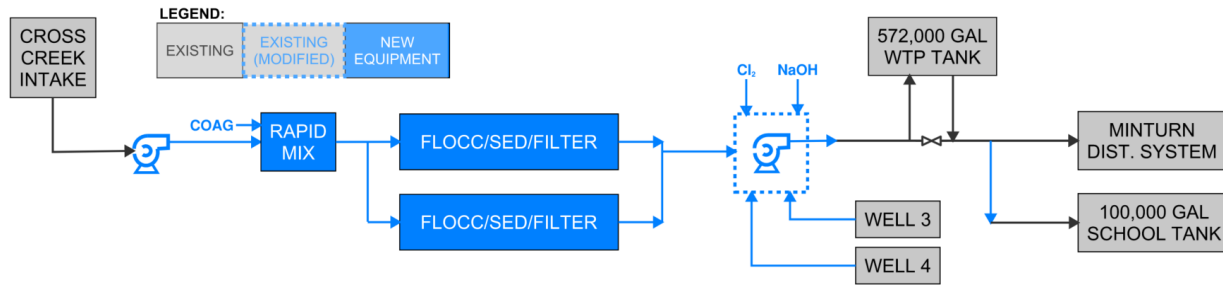 LEGEND:
EXISTING
EXISTING
(MODIFIED)
NEW
EQUIPMENT
CROSS
CREEK
INTAKE
COAG
RAPID
MIX
FLOCC/SED/FILTER
FLOCC/SED/FILTER
Cl₂
NaOH
WELL 3
WELL 4
572,000 GAL
WTP TANK
MINTURN
DIST. SYSTEM
100,000 GAL
SCHOOL TANK